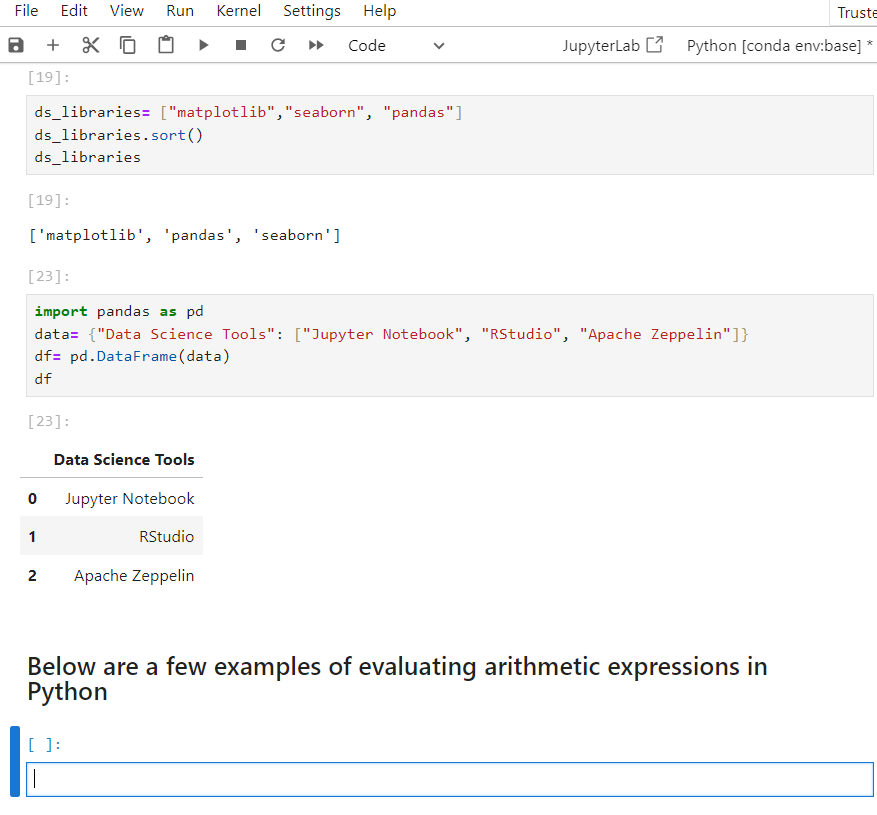 File Edit View Run Kernel Settings Help Truste
Code JupyterLab Python [conda env:base] *
[19]:
ds_libraries= ["matplotlib","seaborn", "pandas"]
ds_libraries.sort()
ds_libraries
[19]:
['matplotlib', 'pandas', 'seaborn']
[23]:
import pandas as pd
data= {"Data Science Tools": ["Jupyter Notebook", "RStudio", "Apache Zeppelin"]}
df= pd.DataFrame(data)
df
[23]:
Data Science Tools
0 Jupyter Notebook
1 RStudio
2 Apache Zeppelin
Below are a few examples of evaluating arithmetic expressions in
Python
[ ]: